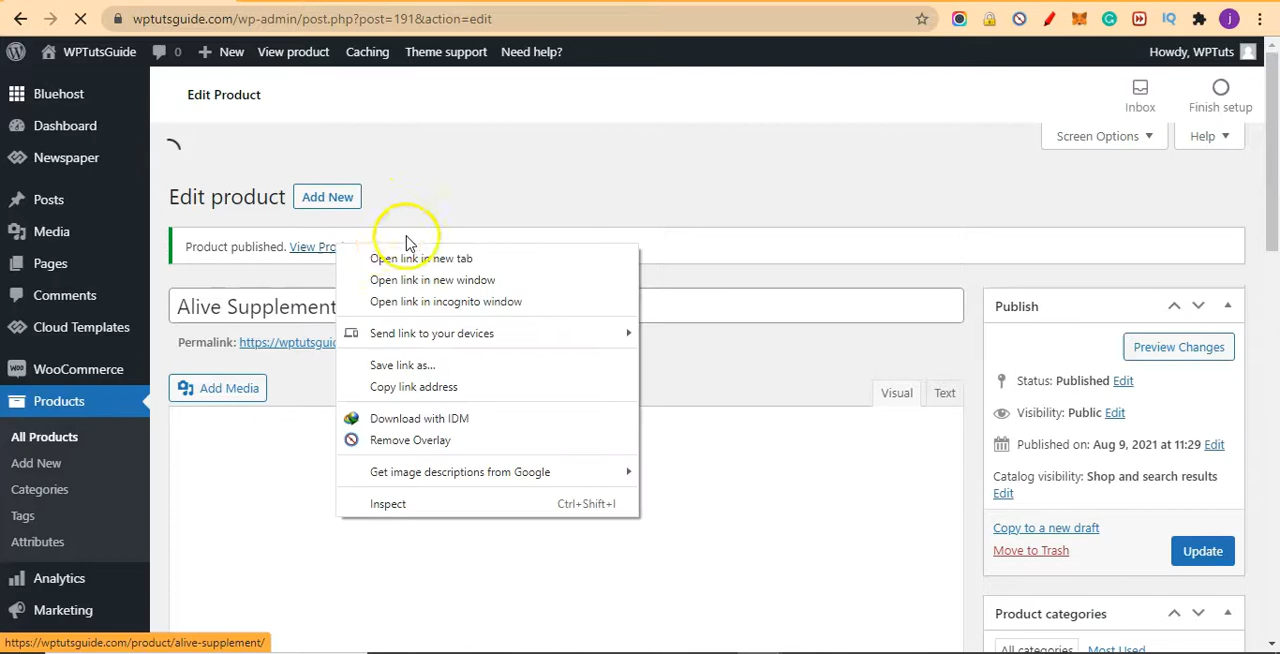 wptutsguide.com/wp-admin/post.php?post=191&action=edit
IQ
j
WPTutsGuide
0
New
View product
Caching
Theme support
Need help?
Howdy, WPTuts
Bluehost
Dashboard
Newspaper
Posts
Media
Pages
Comments
Cloud Templates
WooCommerce
Products
All Products
Add New
Categories
Tags
Attributes
Analytics
Marketing
Edit Product
Inbox
Finish setup
Screen Options
Help
Edit product
Add New
Product published. View Pro
Alive Supplement
Permalink: https://wptutsguid
Add Media
Visual
Text
Open link in new tab
Open link in new window
Open link in incognito window
Send link to your devices
Save link as...
Copy link address
Download with IDM
Remove Overlay
Get image descriptions from Google
Inspect
Ctrl+Shift+I
Publish
Preview Changes
Status: Published Edit
Visibility: Public Edit
Published on: Aug 9, 2021 at 11:29 Edit
Catalog visibility: Shop and search results
Edit
Copy to a new draft
Move to Trash
Update
Product categories
All categories
Most Used
https://wptutsguide.com/product/alive-supplement/